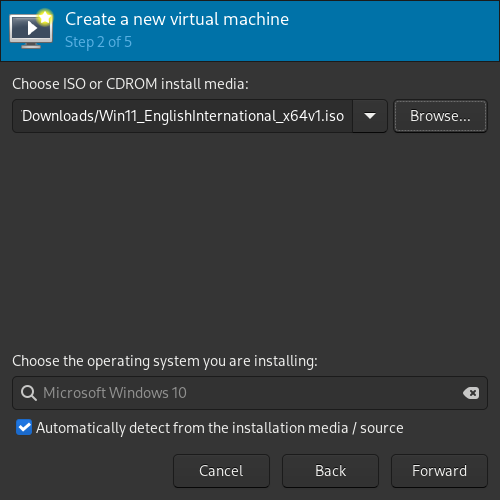 Create a new virtual machine
Step 2 of 5
Choose ISO or CDROM install media:
Downloads/Win11_EnglishInternational_x64v1.iso
Browse...
Choose the operating system you are installing:
Microsoft Windows 10
Automatically detect from the installation media / source
Cancel
Back
Forward